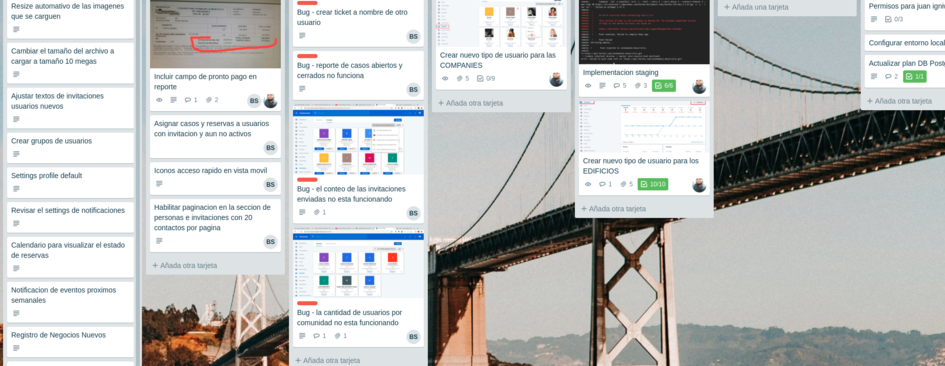 Resize automatico de las imagenes
que se carguen
Cambiar el tamaño del archivo a
cargar a tamaño 10 megas
Ajustar textos de invitaciones
usuarios nuevos
Crear grupos de usuarios
Settings profile default
Revisar el settings de notificaciones
Calendario para visualizar el estado
de reservas
Notificacion de eventos proximos
semanales
Registro de Negocios Nuevos
Incluir campo de pronto pago en
reporte
1 2 BS
Asignar casos y reservas a usuarios
con invitacion y aun no activos
BS
Iconos acceso rapido en vista movil
BS
Habilitar paginacion en la seccion de
personas e invitaciones con 20
contactos por pagina
BS
+ Añada otra tarjeta
Bug - crear ticket a nombre de otro
usuario
BS
Bug - reporte de casos abiertos y
cerrados no funciona
BS
Bug - el conteo de las invitaciones
enviadas no esta funcionando
1 BS
Bug - la cantidad de usuarios por
comunidad no esta funcionando
1 1 BS
+ Añada otra tarjeta
Crear nuevo tipo de usuario para las
COMPANIES
5 0/9
+ Añada otra tarjeta
Implementacion staging
5 3 6/6
Crear nuevo tipo de usuario para los
EDIFICIOS
1 5 10/10
+ Añada otra tarjeta
+ Añada una tarjeta
Permisos para juan
0/3
Configurar entorno local
Actualizar plan DB
2 1/1
+ Añada otra tarjeta